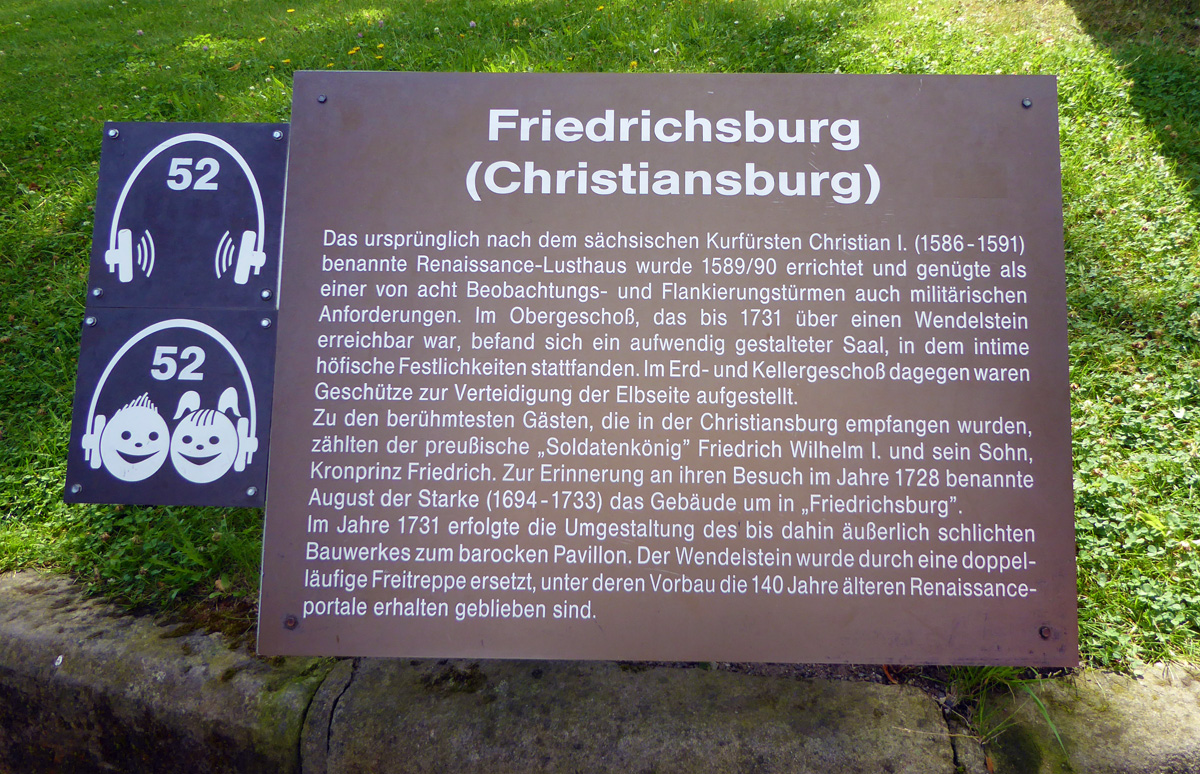 52
52
Friedrichsburg
(Christiansburg)
Das ursprünglich nach dem sächsischen Kurfürsten Christian I. (1586-1591)
benannte Renaissance-Lusthaus wurde 1589/90 errichtet und genügte als
einer von acht Beobachtungs- und Flankierungstürmen auch militärischen
Anforderungen. Im Obergeschoß, das bis 1731 über einen Wendelstein
erreichbar war, befand sich ein aufwendig gestalteter Saal, in dem intime
höfische Festlichkeiten stattfanden. Im Erd- und Kellergeschoß dagegen waren
Geschütze zur Verteidigung der Elbseite aufgestellt.
Zu den berühmtesten Gästen, die in der Christiansburg empfangen wurden,
zählten der preußische „Soldatenkönig” Friedrich Wilhelm I. und sein Sohn,
Kronprinz Friedrich. Zur Erinnerung an ihren Besuch im Jahre 1728 benannte
August der Starke (1694-1733) das Gebäude um in „Friedrichsburg”.
Im Jahre 1731 erfolgte die Umgestaltung des bis dahin äußerlich schlichten
Bauwerkes zum barocken Pavillon. Der Wendelstein wurde durch eine doppel-
läufige Freitreppe ersetzt, unter deren Vorbau die 140 Jahre älteren Renaissance-
portale erhalten geblieben sind.